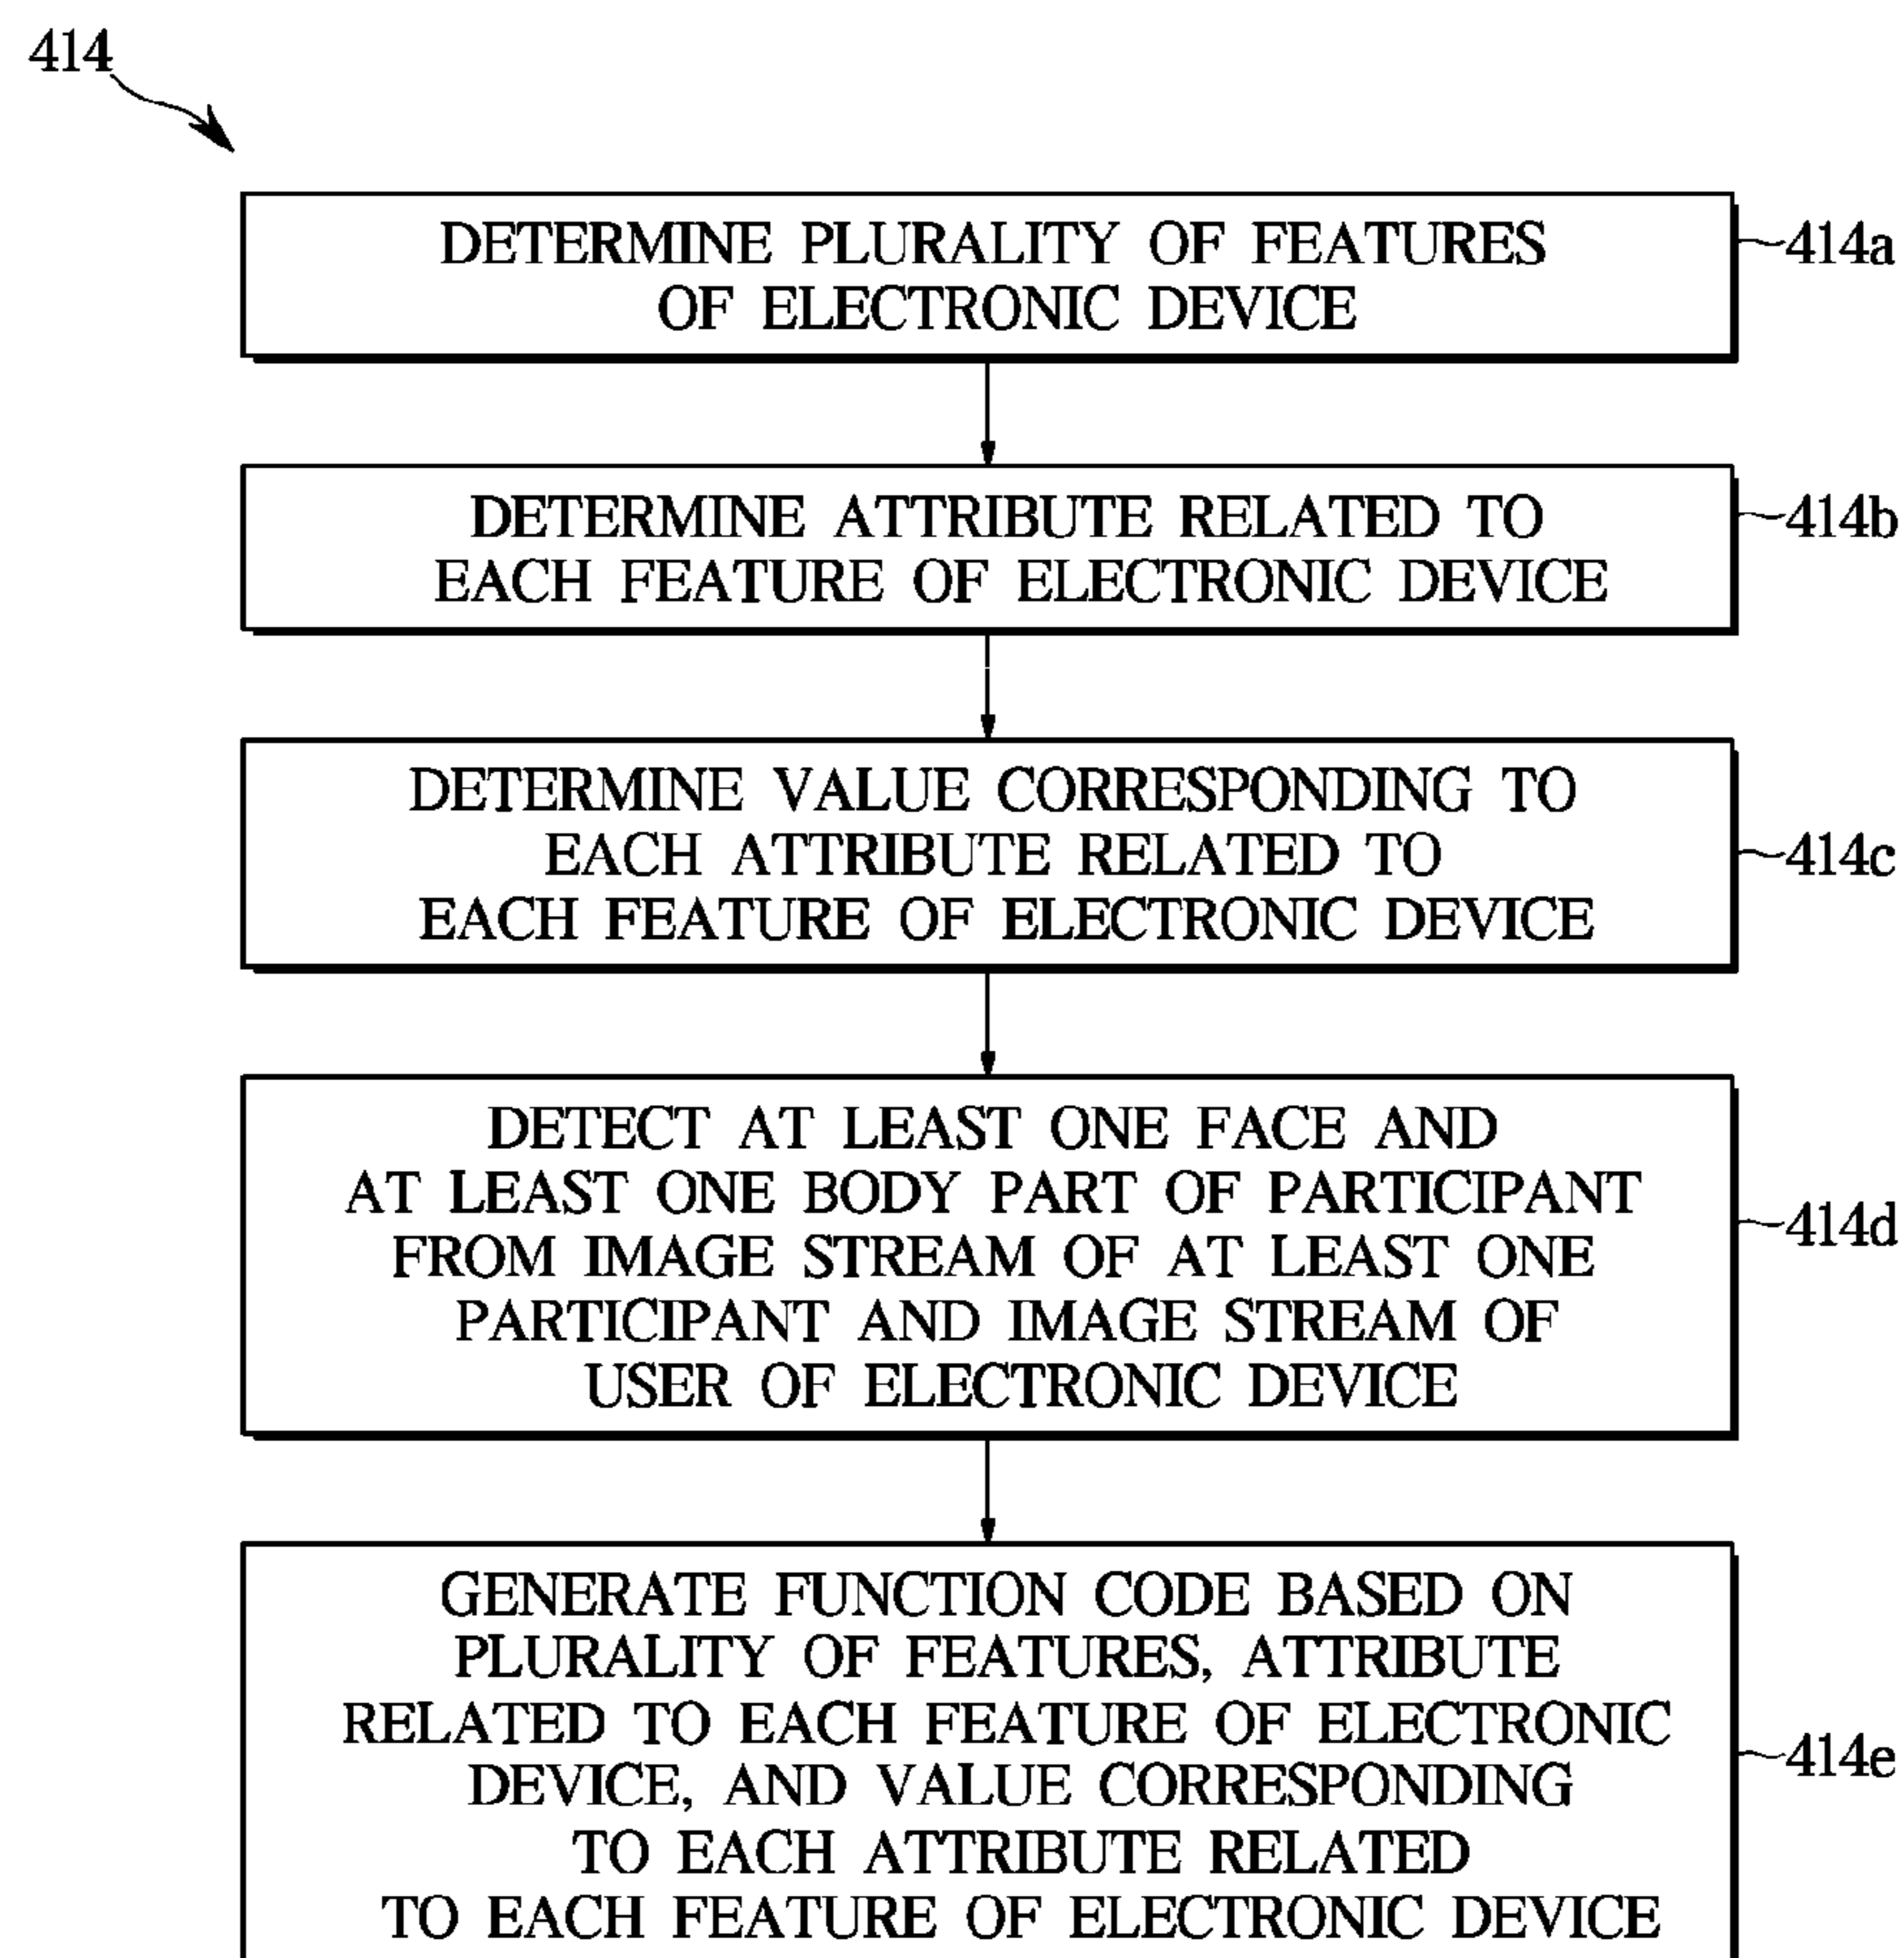 414
DETERMINE PLURALITY OF FEATURES
OF ELECTRONIC DEVICE
414a
DETERMINE ATTRIBUTE RELATED TO
EACH FEATURE OF ELECTRONIC DEVICE
414b
DETERMINE VALUE CORRESPONDING TO
EACH ATTRIBUTE RELATED TO
EACH FEATURE OF ELECTRONIC DEVICE
414c
DETECT AT LEAST ONE FACE AND
AT LEAST ONE BODY PART OF PARTICIPANT
FROM IMAGE STREAM OF AT LEAST ONE
PARTICIPANT AND IMAGE STREAM OF
USER OF ELECTRONIC DEVICE
414d
GENERATE FUNCTION CODE BASED ON
PLURALITY OF FEATURES, ATTRIBUTE
RELATED TO EACH FEATURE OF ELECTRONIC
DEVICE, AND VALUE CORRESPONDING
TO EACH ATTRIBUTE RELATED
TO EACH FEATURE OF ELECTRONIC DEVICE
414e